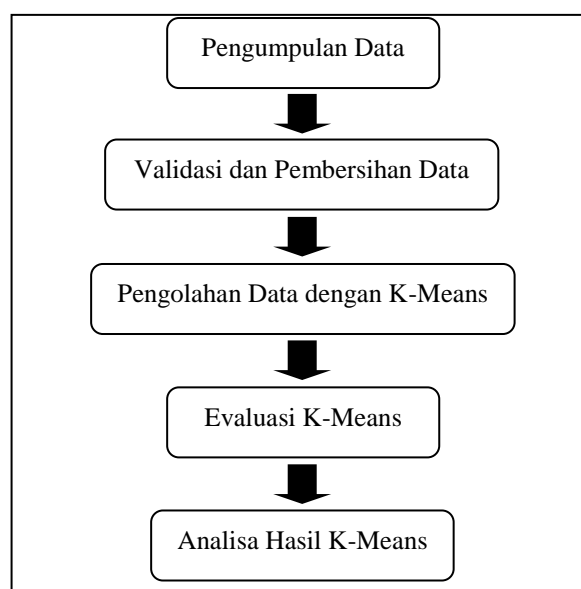 Pengumpulan Data
Validasi dan Pembersihan Data
Pengolahan Data dengan K-Means
Evaluasi K-Means
Analisa Hasil K-Means